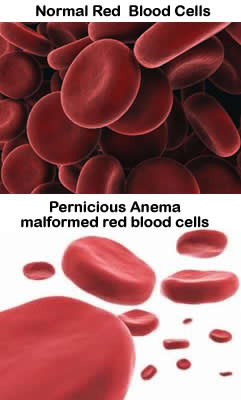 Normal Red Blood Cells
Pernicious Anema
malformed red blood cells